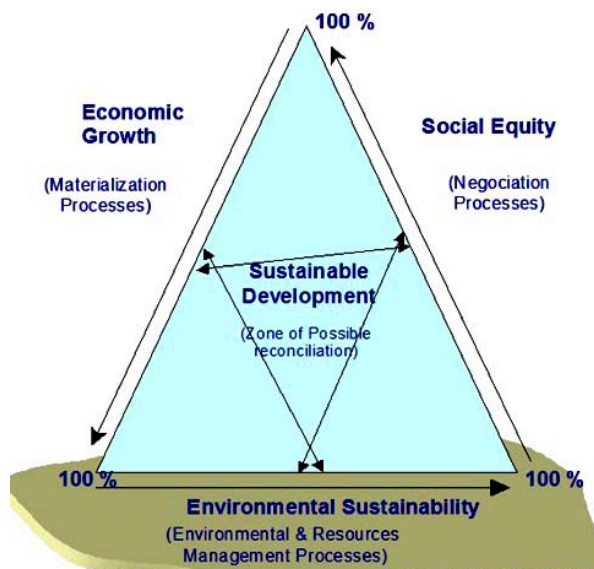 100 %
Economic
Growth
(Materialization
Processes)
Social Equity
(Negociation
Processes)
Sustainable
Development
(Zone of Possible
reconciliation)
100 %
100 %
Environmental Sustainability
(Environmental & Resources
Management Processes)